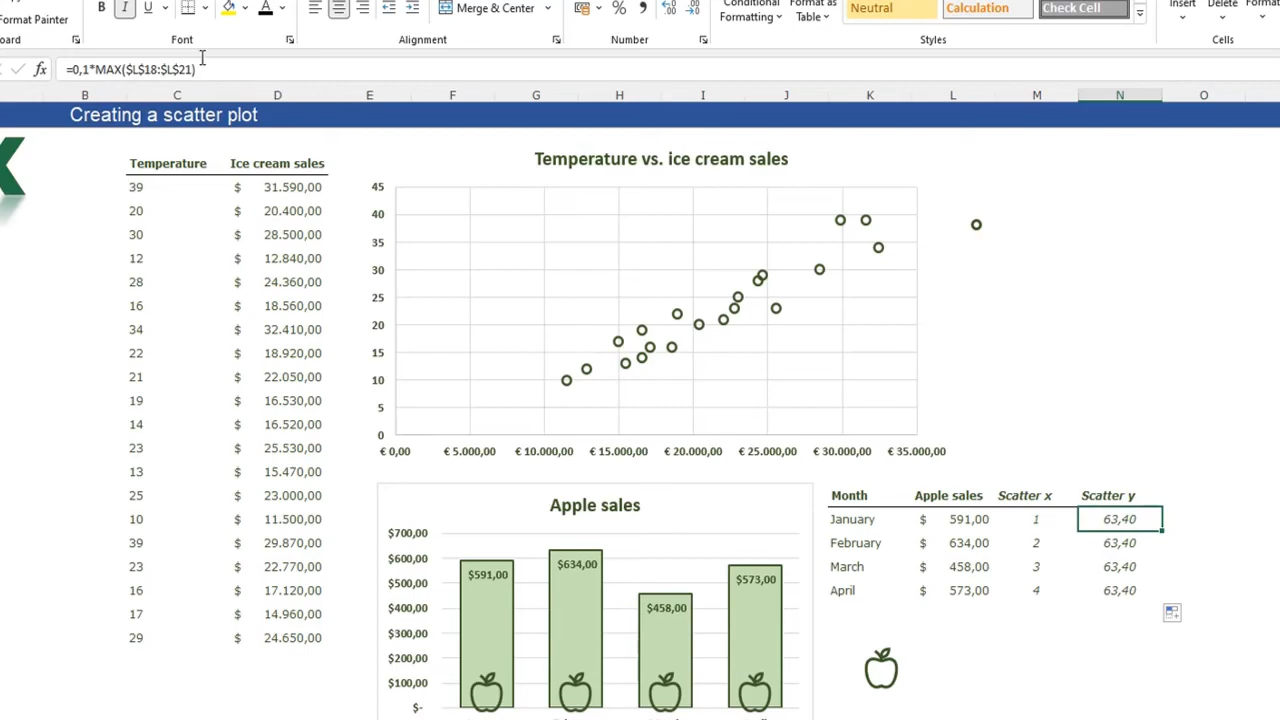 Format Painter
B I U A
Merge & Center
% 9
Conditional
Formatting
Format as
Table
Neutral
Calculation
Check Cell
Insert
Delete
Format
Font
Alignment
Number
Styles
Cells
fx =0,1*MAX($L$18:$L$21)
B C D E F G H I J K L M N O
Creating a scatter plot
Temperature Ice cream sales
39 $ 31.590,00
20 $ 20.400,00
30 $ 28.500,00
12 $ 12.840,00
28 $ 24.360,00
16 $ 18.560,00
34 $ 32.410,00
22 $ 18.920,00
21 $ 22.050,00
19 $ 16.530,00
14 $ 16.520,00
23 $ 25.530,00
13 $ 15.470,00
25 $ 23.000,00
10 $ 11.500,00
39 $ 29.870,00
23 $ 22.770,00
16 $ 17.120,00
17 $ 14.960,00
29 $ 24.650,00
Temperature vs. ice cream sales
45
40
35
30
25
20
15
10
5
0
€ 0,00 € 5.000,00 € 10.000,00 € 15.000,00 € 20.000,00 € 25.000,00 € 30.000,00 € 35.000,00
Apple sales
$700,00
$600,00
$500,00
$400,00
$300,00
$200,00
$100,00
$-
$591,00
$634,00
$458,00
$573,00
Month Apple sales Scatter x Scatter y
January $ 591,00 1 63,40
February $ 634,00 2 63,40
March $ 458,00 3 63,40
April $ 573,00 4 63,40